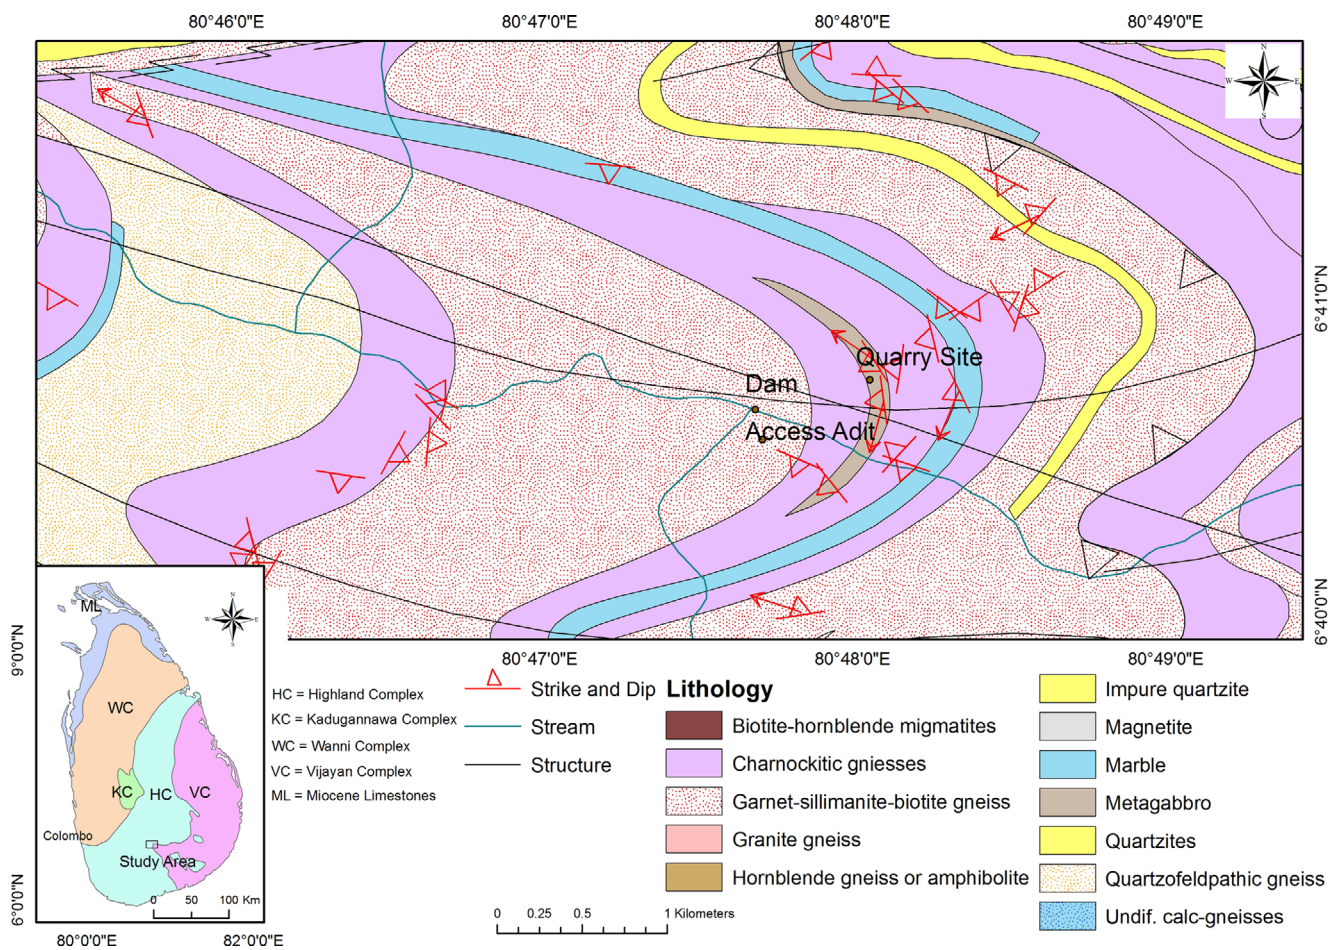 80°46'0"E 80°47'0"E 80°48'0"E 80°49'0"E
N
W E
S
6°41'0"N
Quarry Site
Dam
Access Adit
6°40'0"N
80°47'0"E 80°48'0"E 80°49'0"E
ML
N
W E
S
WC
KC
HC
VC
Colombo
Study Area
0 50 100 Km
9°0'0"N
6°0'0"N
80°0'0"E 82°0'0"E
HC = Highland Complex
KC = Kadugannawa Complex
WC = Wanni Complex
VC = Vijayan Complex
ML = Miocene Limestones
Strike and Dip
Stream
Structure
0 0.25 0.5 1 Kilometers
Lithology
Biotite-hornblende migmatites
Charnockitic gniesses
Garnet-sillimanite-biotite gneiss
Granite gneiss
Hornblende gneiss or amphibolite
Impure quartzite
Magnetite
Marble
Metagabbro
Quartzites
Quartzofeldpathic gneiss
Undif. calc-gneisses